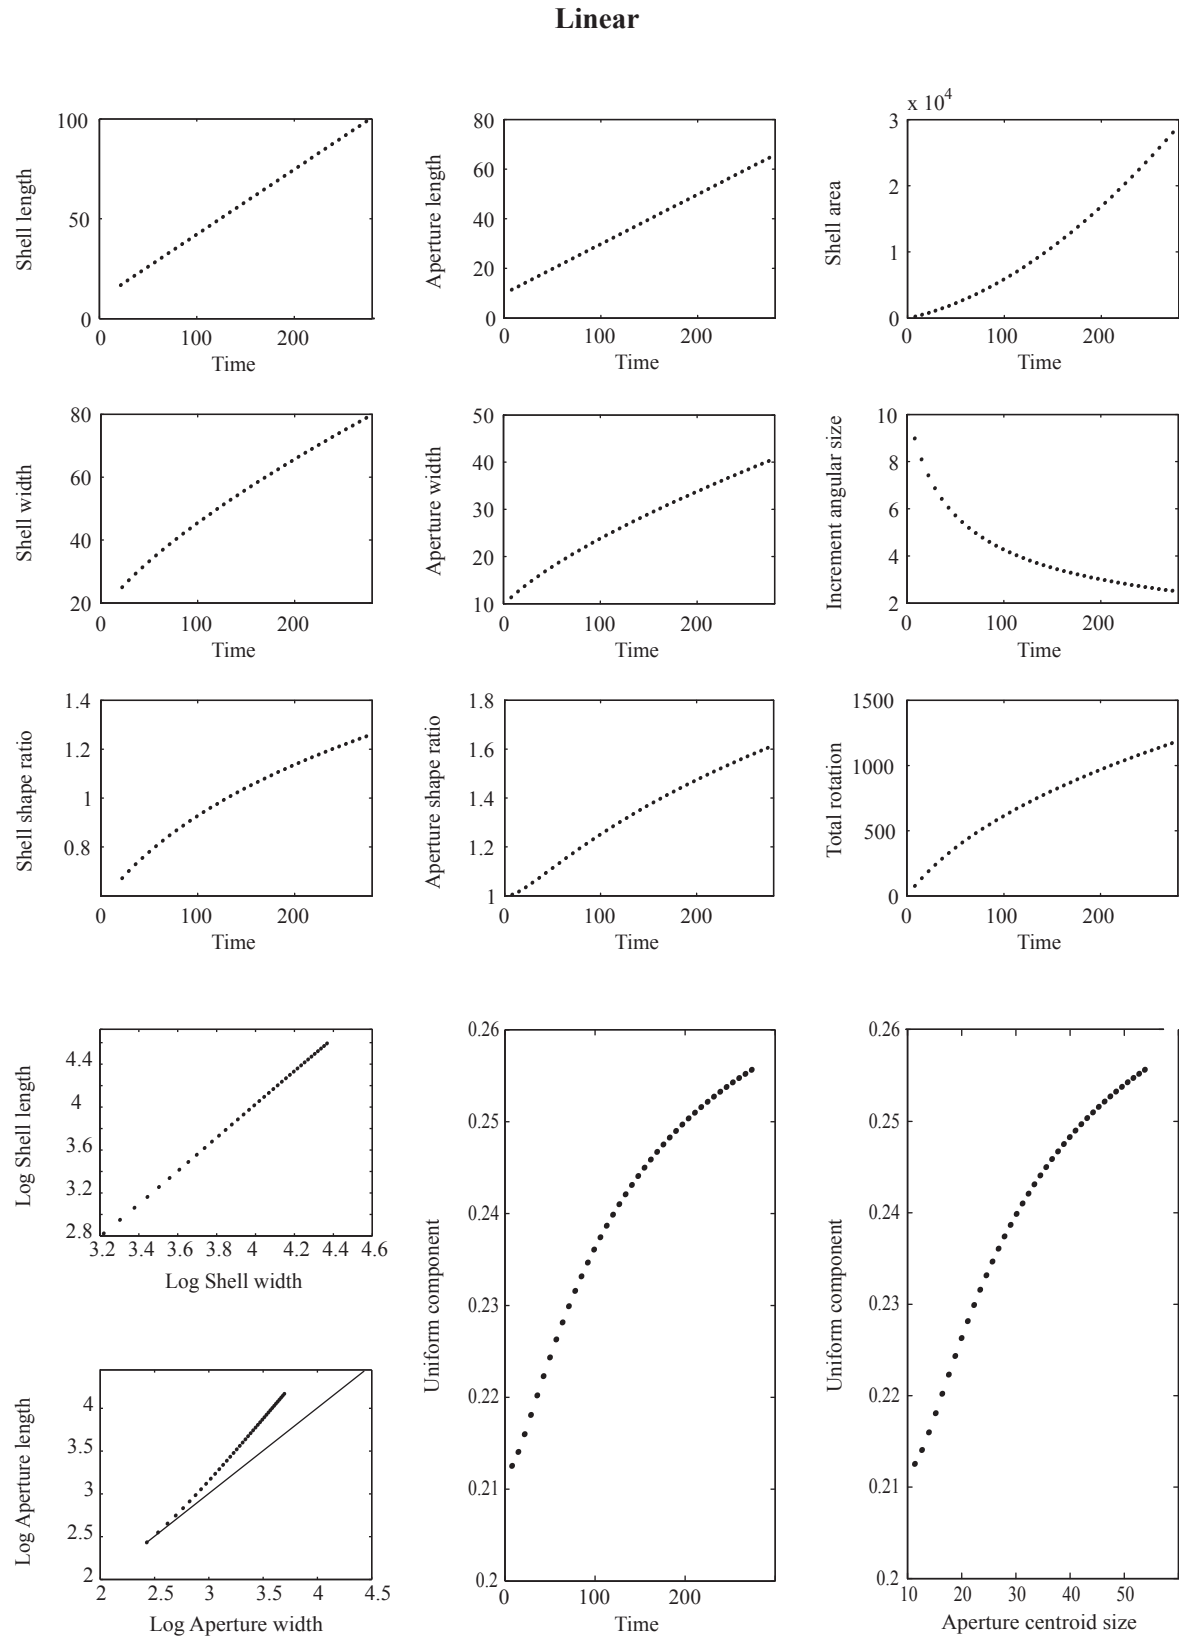 Linear
100
50
0
0 100 200
Time
Shell length
80
60
40
20
0
0 100 200
Time
Aperture length
x 10^4
3
2
1
0
0 100 200
Time
Shell area
80
60
40
20
0 100 200
Time
Shell width
50
40
30
20
10
0 100 200
Time
Aperture width
10
8
6
4
2
0 100 200
Time
Increment angular size
1.4
1.2
1
0.8
0 100 200
Time
Shell shape ratio
1.8
1.6
1.4
1.2
1
0 100 200
Time
Aperture shape ratio
1500
1000
500
0
0 100 200
Time
Total rotation
4.4
4
3.6
3.2
2.8
3.2 3.4 3.6 3.8 4 4.2 4.4 4.6
Log Shell width
Log Shell length
4
3.5
3
2.5
2
2 2.5 3 3.5 4 4.5
Log Aperture width
Log Aperture length
0.26
0.25
0.24
0.23
0.22
0.21
0.2
0 100 200
Time
Uniform component
0.26
0.25
0.24
0.23
0.22
0.21
0.2
10 20 30 40 50
Aperture centroid size
Uniform component